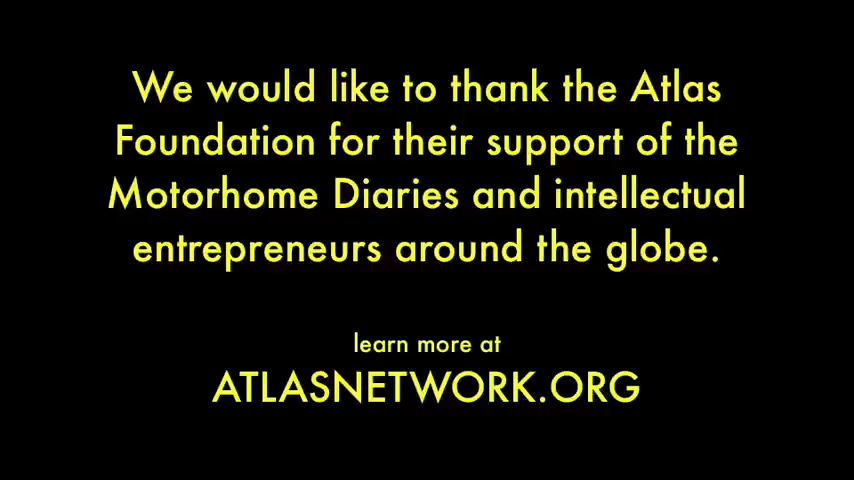 We would like to thank the Atlas
Foundation for their support of the
Motorhome Diaries and intellectual
entrepreneurs around the globe.
learn more at
ATLASNETWORK.ORG